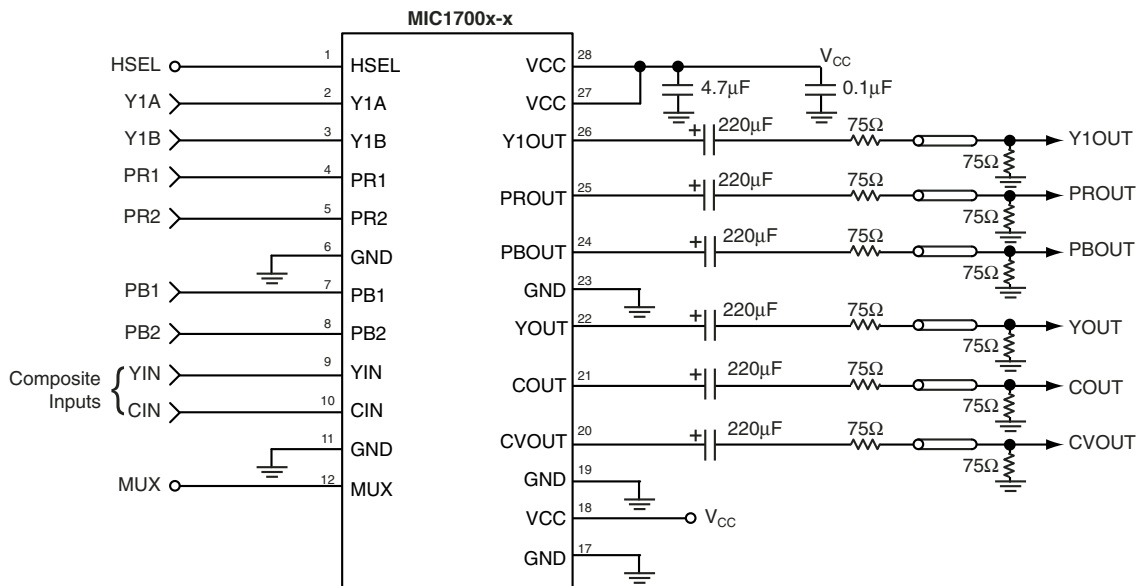 MIC1700x-x
HSEL 1 HSEL
Y1A 2 Y1A
Y1B 3 Y1B
PR1 4 PR1
PR2 5 PR2
6 GND
PB1 7 PB1
PB2 8 PB2
Composite Inputs
YIN 9 YIN
CIN 10 CIN
11 GND
MUX 12 MUX
VCC 28 VCC
4.7µF 0.1µF
VCC 27
Y1OUT 26 + 220µF 75Ω 75Ω Y1OUT
PROUT 25 + 220µF 75Ω 75Ω PROUT
PBOUT 24 + 220µF 75Ω 75Ω PBOUT
GND 23
YOUT 22 + 220µF 75Ω 75Ω YOUT
COUT 21 + 220µF 75Ω 75Ω COUT
CVOUT 20 + 220µF 75Ω 75Ω CVOUT
GND 19
VCC 18 VCC
GND 17